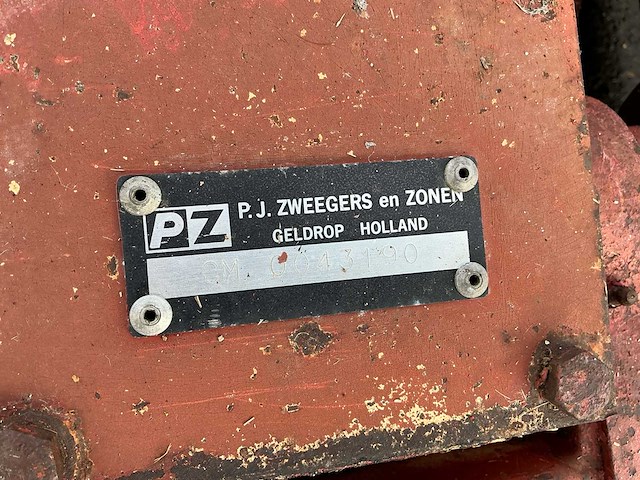 PZ
P.J. ZWEEGERS en ZONEN
GELDROP HOLLAND